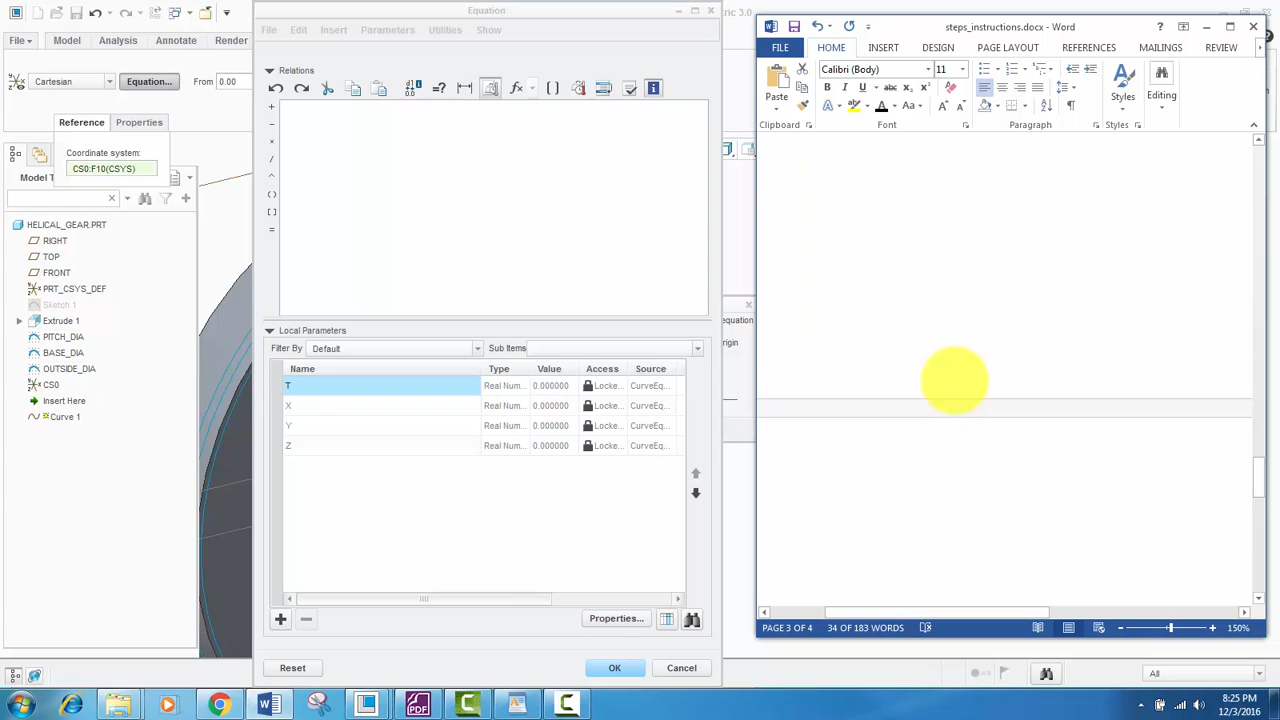 Equation
File Edit Insert Parameters Utilities Show
Relations
Local Parameters
Filter By Default Sub Items
Name Type Value Access Source
T Real Num... 0.000000 Locke... CurveEq...
X Real Num... 0.000000 Locke... CurveEq...
Y Real Num... 0.000000 Locke... CurveEq...
Z Real Num... 0.000000 Locke... CurveEq...
Properties...
Reset OK Cancel
File Model Analysis Annotate Render
Cartesian Equation... From 0.00
Reference Properties
Coordinate system:
CS0:F10(CSYS)
Model T
HELICAL_GEAR.PRT
RIGHT
TOP
FRONT
PRT_CSYS_DEF
Sketch 1
Extrude 1
PITCH_DIA
BASE_DIA
OUTSIDE_DIA
CS0
Insert Here
Curve 1
ric 3.0
equation
rigin
steps_instructions.docx - Word
FILE HOME INSERT DESIGN PAGE LAYOUT REFERENCES MAILINGS REVIEW
Calibri (Body) 11
Paste
Styles
Editing
Clipboard Font Paragraph Styles
PAGE 3 OF 4 34 OF 183 WORDS 150%
All
8:25 PM
12/3/2016